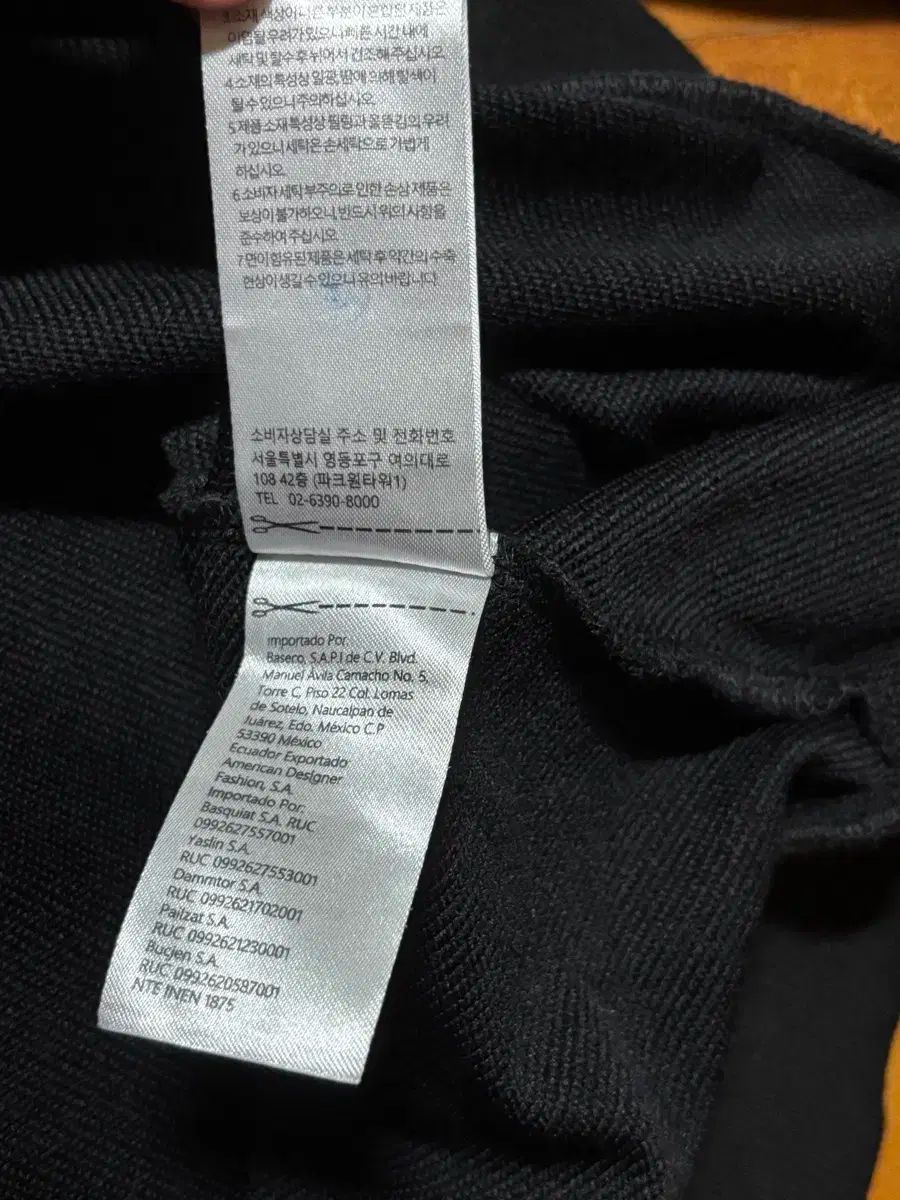 3.소재 색상이 다른 부분이 혼합된 제품은
이염될 우려가 있으니 빠른 시간 내에
세탁 및 탈수 후 뉘어서 건조해 주십시오.
4.소재의 특성상 일광, 땀에 의해 탈색이
될 수 있으니 주의하십시오.
5.제품 소재 특성상 필링과 올뜯김의 우려
가 있으니 세탁은 손세탁으로 가볍게
하십시오.
6.소비자 세탁 부주의로 인한 손상 제품은
보상이 불가하오니 반드시 위의 사항을
준수하여 주십시오.
7.면이 함유된 제품은 세탁 후 약간의 수축
현상이 생길 수 있으니 유의 바랍니다.
소비자상담실 주소 및 전화번호
서울특별시 영등포구 여의대로
108 42층 (파크원타워1)
TEL 02-6390-8000
Importado Por:
Baseco, S.A.P.I de C.V. Blvd.
Manuel Ávila Camacho No. 5,
Torre C, Piso 22 Col. Lomas
de Sotelo, Naucalpan de
Juárez, Edo. México C.P
53390 México
Ecuador Exportado
American Designer
Fashion, S.A.
Importado Por:
Basquiat S.A. RUC
0992627557001
Yaslin S.A.
RUC 0992627553001
Dammtor S.A.
RUC 0992621702001
Pailzat S.A.
RUC 0992621230001
Bugen S.A.
RUC 0992620587001
NTE INEN 1875